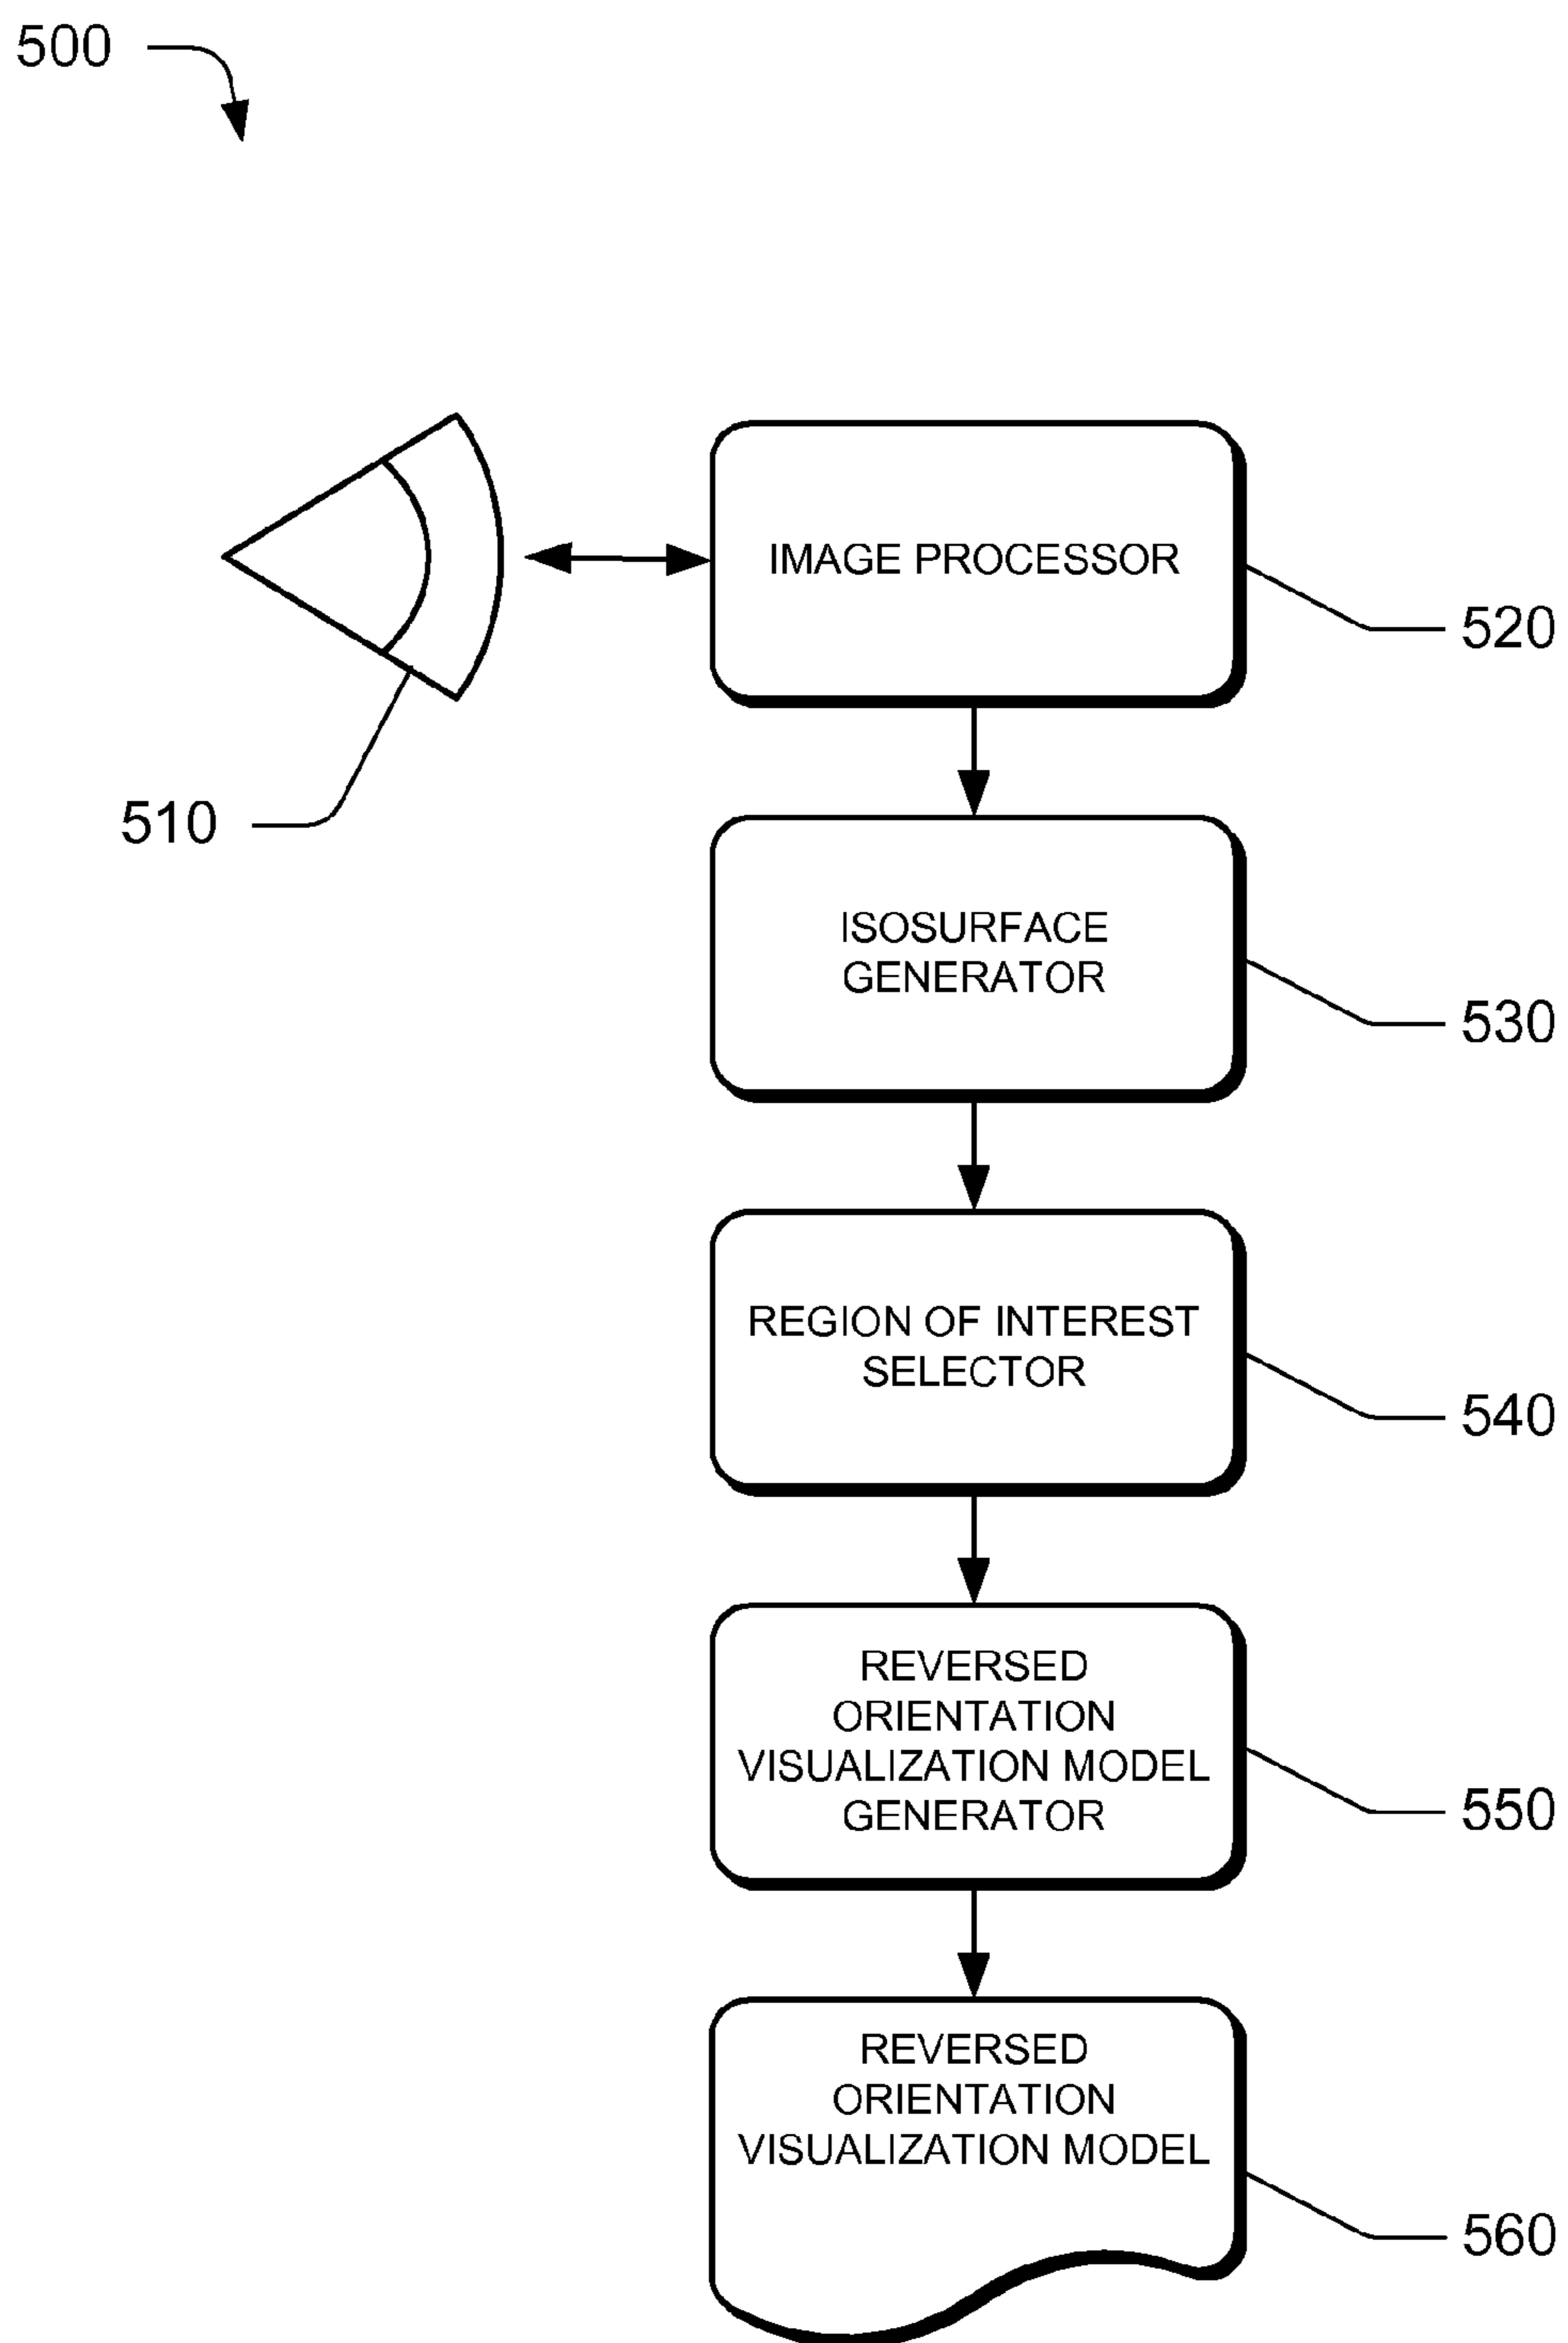 500
IMAGE PROCESSOR
520
510
ISOSURFACE
GENERATOR
530
REGION OF INTEREST
SELECTOR
540
REVERSED
ORIENTATION
VISUALIZATION MODEL
GENERATOR
550
REVERSED
ORIENTATION
VISUALIZATION MODEL
560